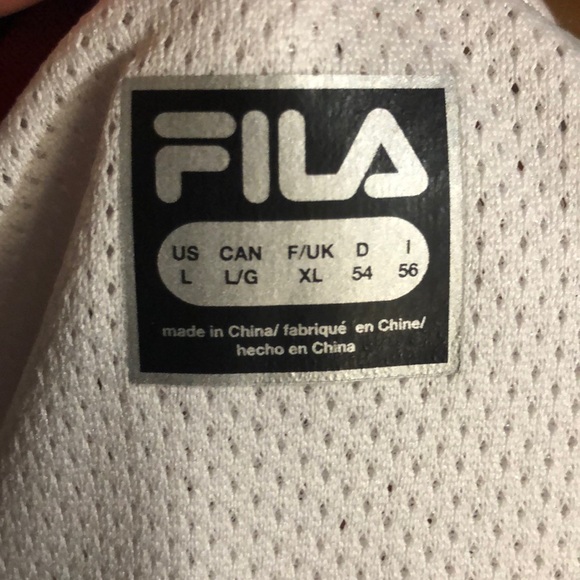 FILA
US CAN F/UK D I
L L/G XL 54 56
made in China/ fabriqué en Chine/
hecho en China